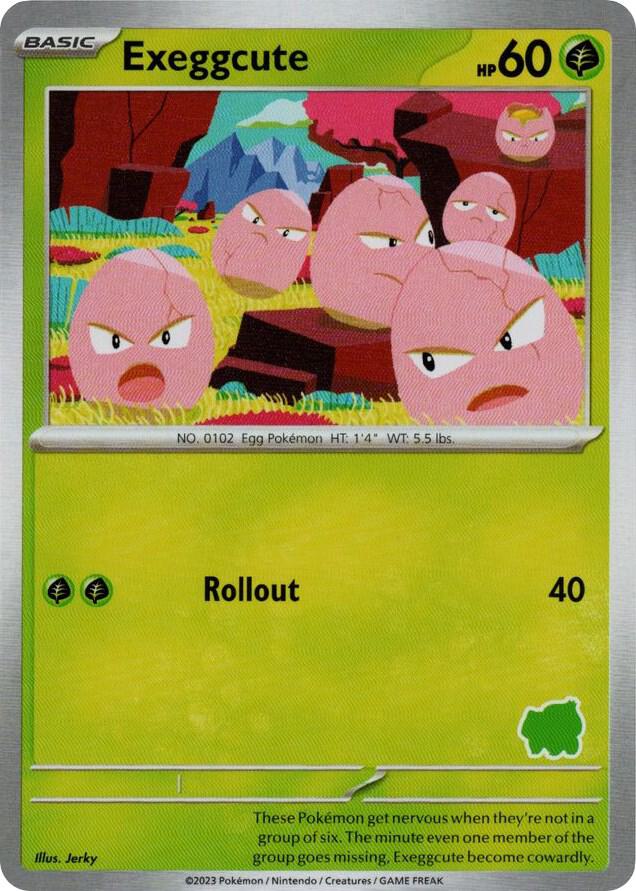 BASIC
Exeggcute
HP 60
NO. 0102 Egg Pokémon HT: 1'4" WT: 5.5 lbs.
Rollout 40
These Pokémon get nervous when they're not in a
group of six. The minute even one member of the
group goes missing, Exeggcute become cowardly.
Illus. Jerky
©2023 Pokémon / Nintendo / Creatures / GAME FREAK